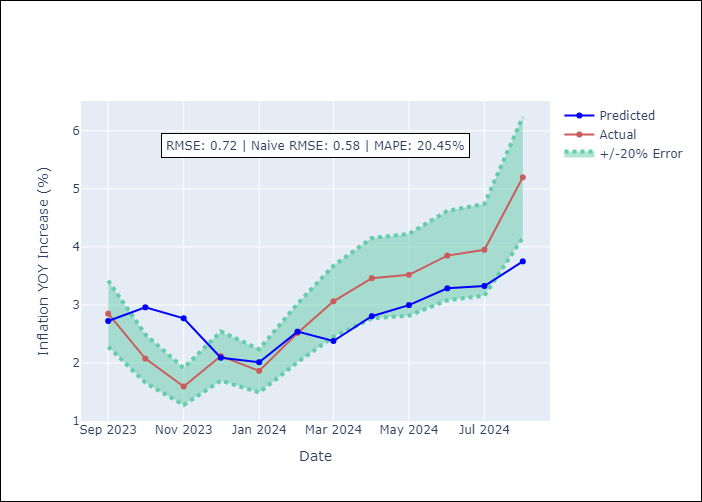 RMSE: 0.72 | Naive RMSE: 0.58 | MAPE: 20.45%
Predicted
Actual
+/-20% Error
Inflation YOY Increase (%)
6
5
4
3
2
1
Sep 2023
Nov 2023
Jan 2024
Mar 2024
May 2024
Jul 2024
Date